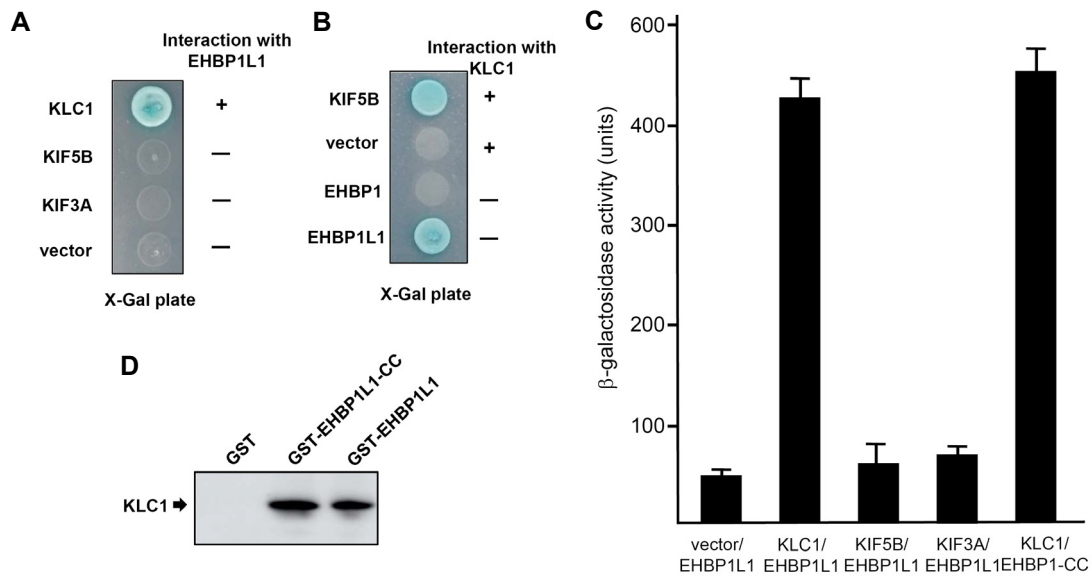 A
Interaction with
EHBP1L1
KLC1 +
KIF5B —
KIF3A —
vector —
X-Gal plate
B
Interaction with
KLC1
KIF5B +
vector +
EHBP1 —
EHBP1L1 —
X-Gal plate
C
β-galactosidase activity (units)
600
400
300
200
100
vector/
EHBP1L1
KLC1/
EHBP1L1
KIF5B/
EHBP1L1
KIF3A/
EHBP1L1
KLC1/
EHBP1-CC
D
GST
GST-EHBP1L1-CC
GST-EHBP1L1
KLC1